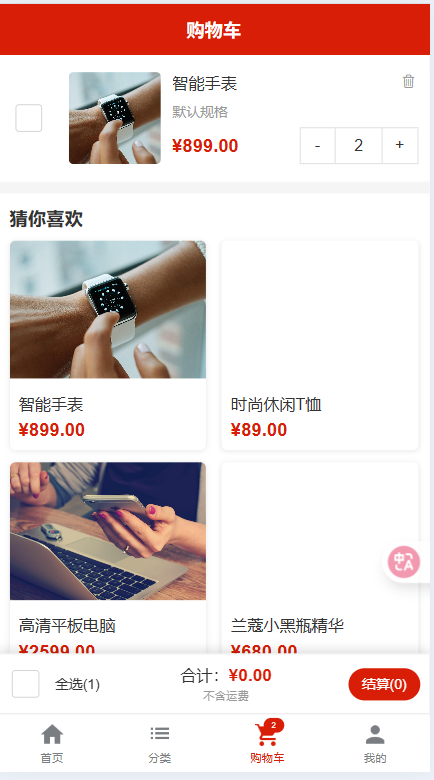 购物车
智能手表
默认规格
¥899.00
- 2 +
猜你喜欢
智能手表
¥899.00
时尚休闲T恤
¥89.00
高清平板电脑
¥2599.00
兰蔻小黑瓶精华
¥680.00
中 A
全选(1)
合计：¥0.00
不含运费
结算(0)
2
首页
分类
购物车
我的